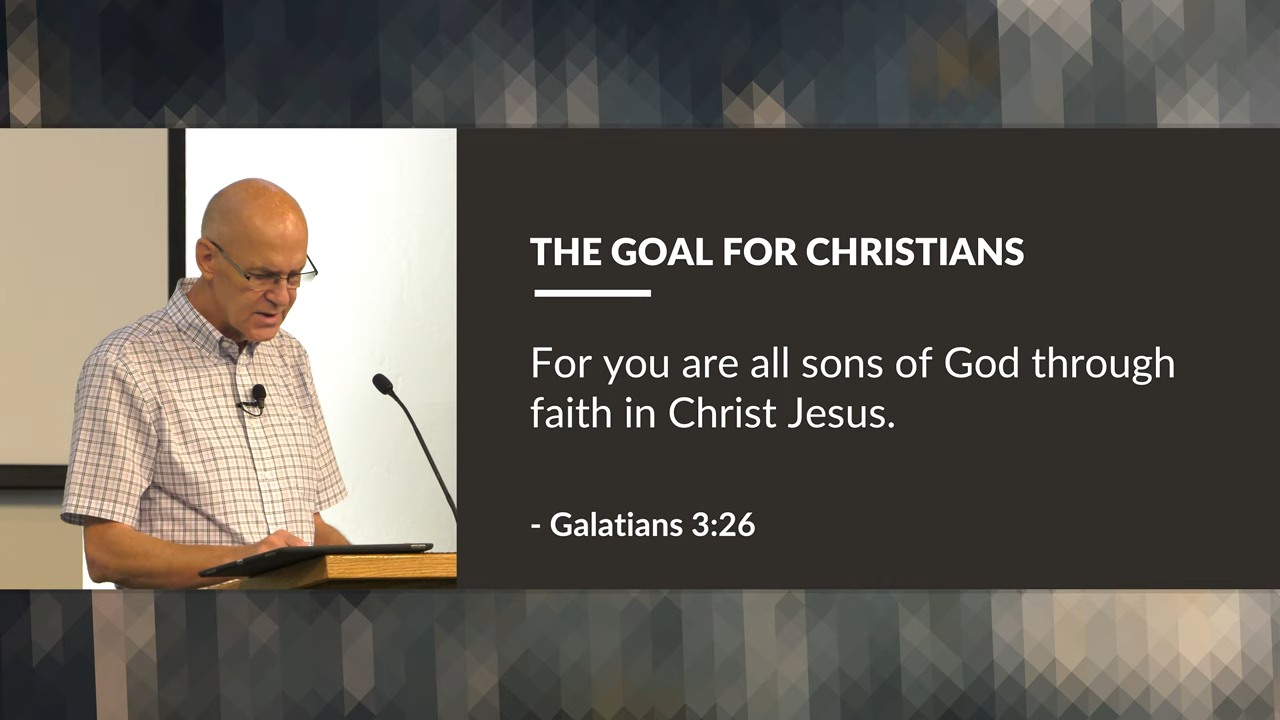 THE GOAL FOR CHRISTIANS
For you are all sons of God through
faith in Christ Jesus.
- Galatians 3:26